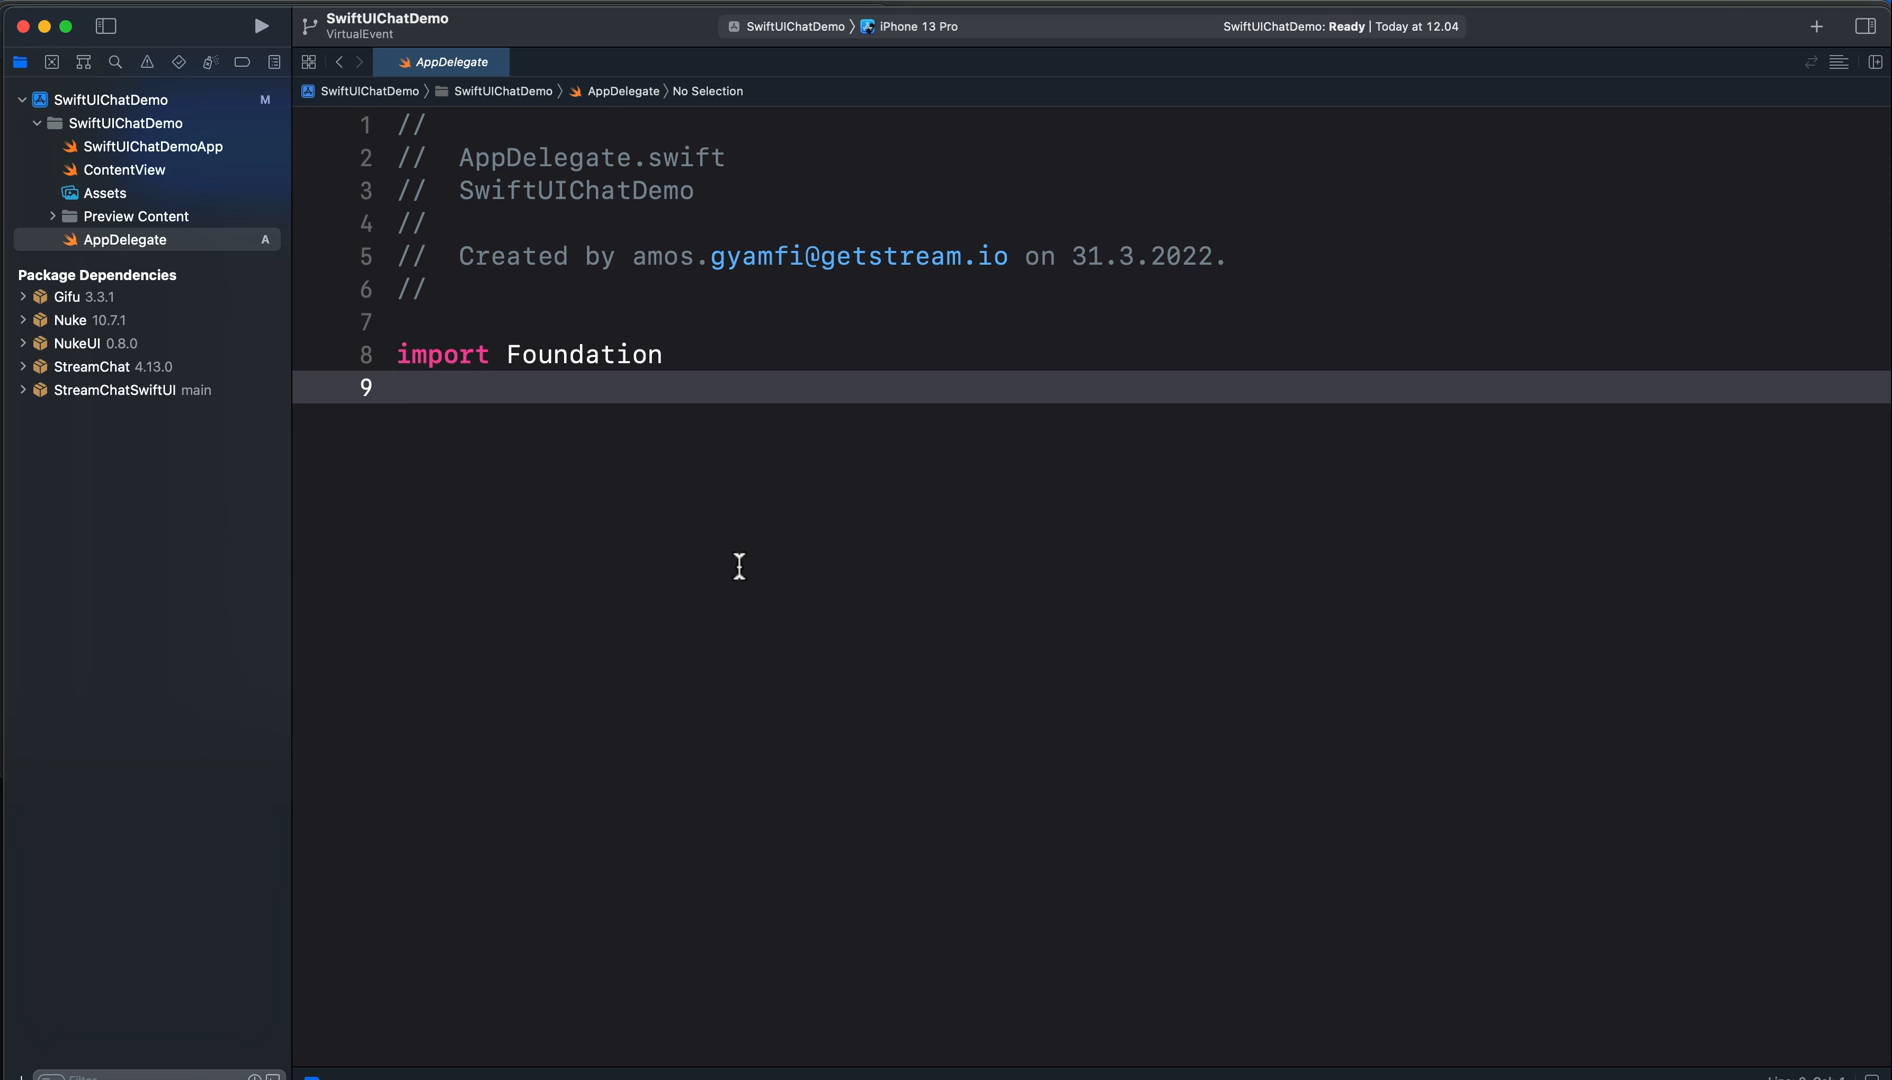 SwiftUIChatDemo
VirtualEvent
SwiftUIChatDemo 〉 iPhone 13 Pro
SwiftUIChatDemo: Ready | Today at 12.04
AppDelegate
SwiftUIChatDemo 〉 SwiftUIChatDemo 〉 AppDelegate 〉 No Selection
SwiftUIChatDemo M
SwiftUIChatDemo
SwiftUIChatDemoApp
ContentView
Assets
Preview Content
AppDelegate A
Package Dependencies
Gifu 3.3.1
Nuke 10.7.1
NukeUI 0.8.0
StreamChat 4.13.0
StreamChatSwiftUI main
1 //
2 //  AppDelegate.swift
3 //  SwiftUIChatDemo
4 //
5 //  Created by amos.gyamfi@getstream.io on 31.3.2022.
6 //
7
8 import Foundation
9